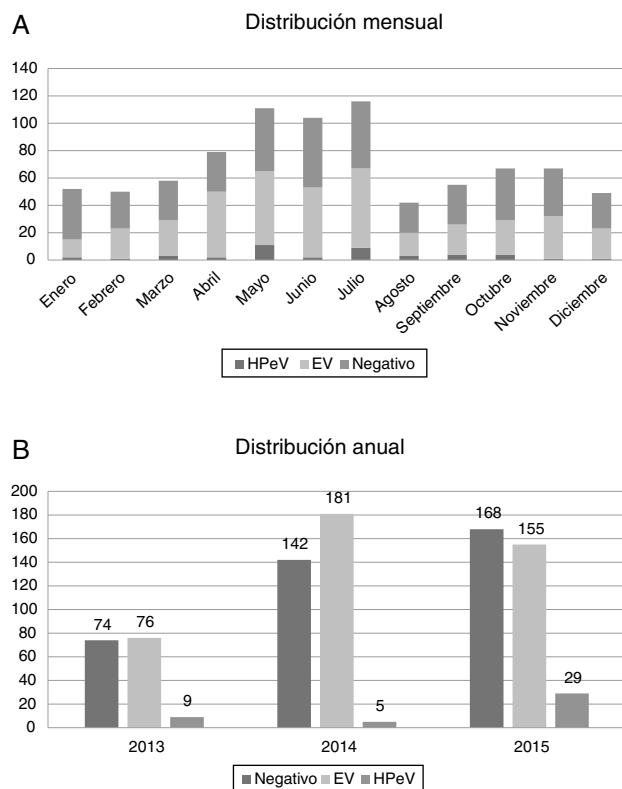 A
Distribución mensual
140
120
100
80
60
40
20
0
Enero
Febrero
Marzo
Abril
Mayo
Junio
Julio
Agosto
Septiembre
Octubre
Noviembre
Diciembre
HPeV EV Negativo
B
Distribución anual
200
180
160
140
120
100
80
60
40
20
0
74
76
9
142
181
5
168
155
29
2013
2014
2015
Negativo EV HPeV